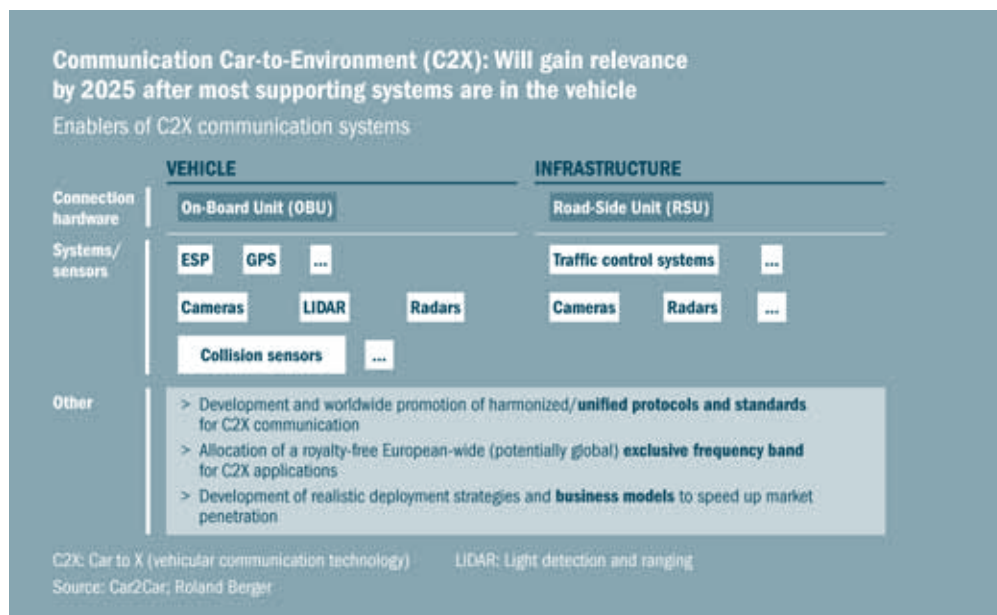 Communication Car-to-Environment (C2X): Will gain relevance
by 2025 after most supporting systems are in the vehicle
Enablers of C2X communication systems
VEHICLE
INFRASTRUCTURE
Connection
hardware
On-Board Unit (OBU)
Road-Side Unit (RSU)
Systems/
sensors
ESP GPS ...
Traffic control systems ...
Cameras LIDAR Radars
Cameras Radars ...
Collision sensors ...
Other
> Development and worldwide promotion of harmonized/unified protocols and standards
for C2X communication
> Allocation of a royalty-free European-wide (potentially global) exclusive frequency band
for C2X applications
> Development of realistic deployment strategies and business models to speed up market
penetration
C2X: Car to X (vehicular communication technology) LIDAR: Light detection and ranging
Source: Car2Car; Roland Berger